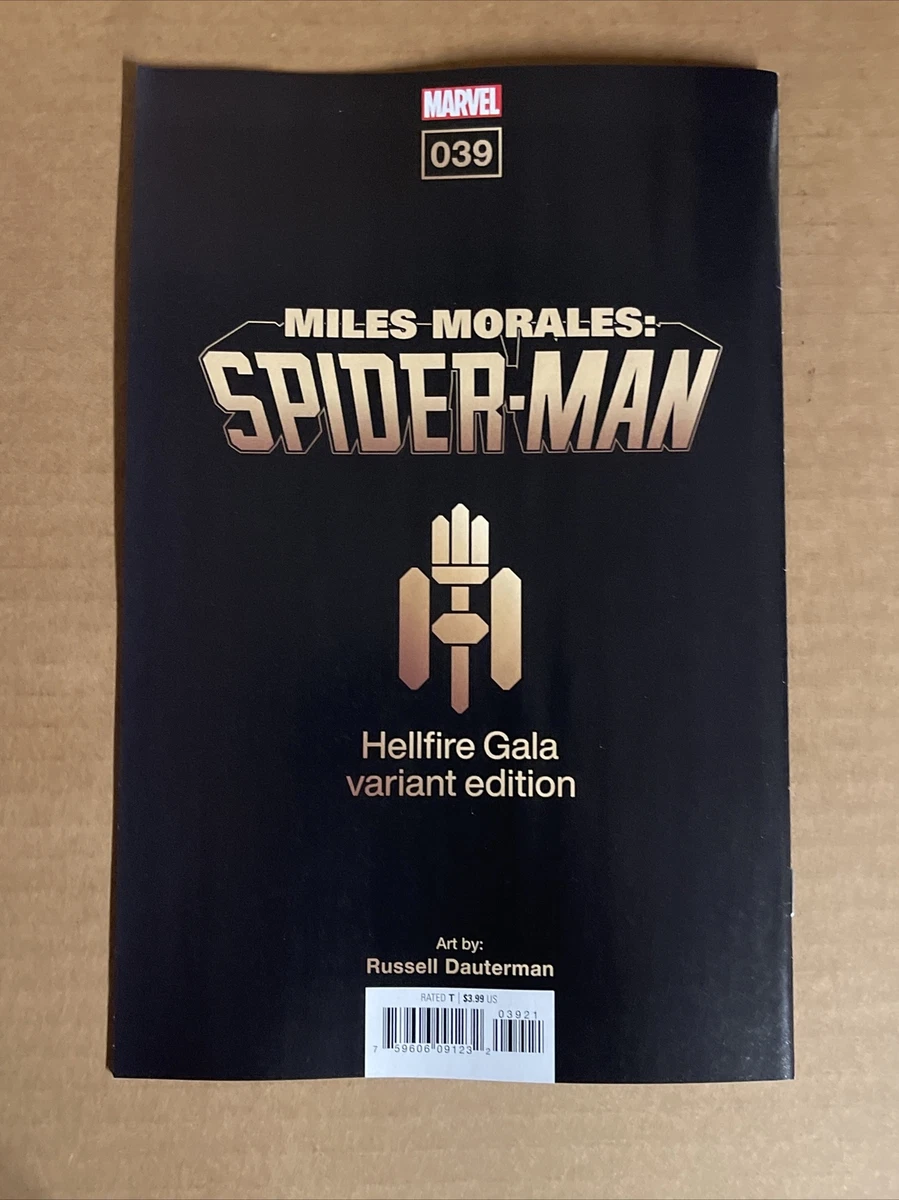 MARVEL
039
MILES MORALES:
SPIDER-MAN
Hellfire Gala
variant edition
Art by:
Russell Dauterman
RATED T | $3.99 US
03921
7 59606 09123 2